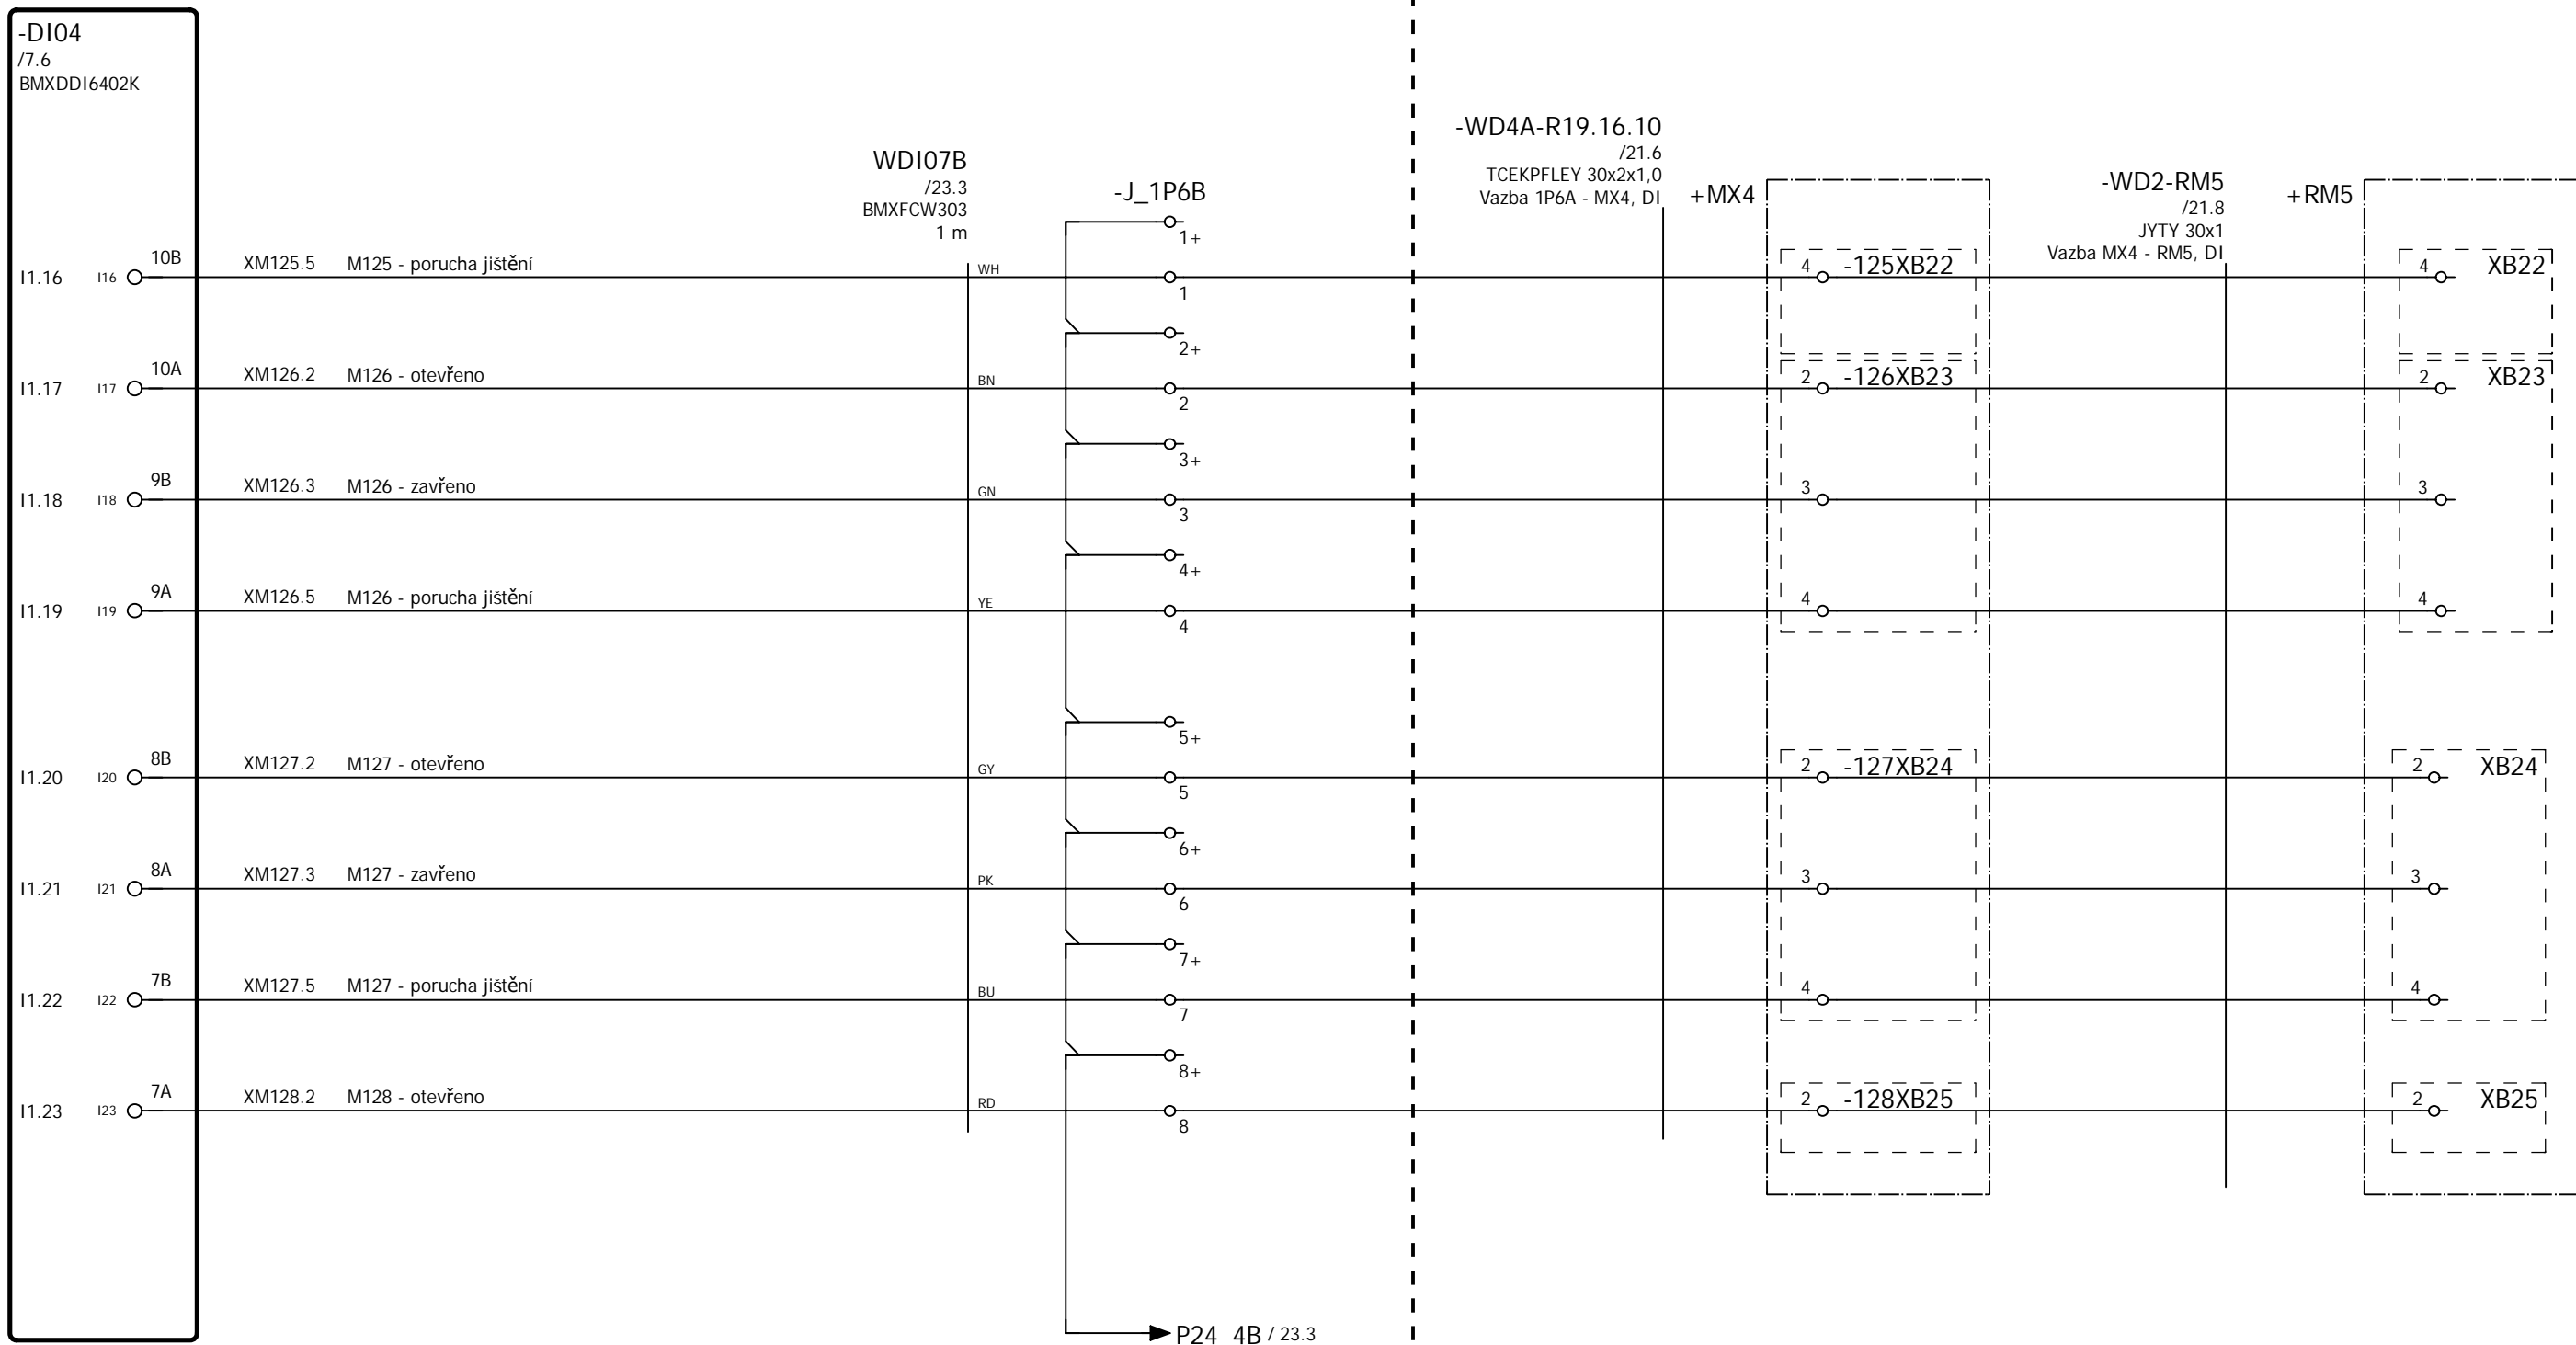 -DI04
/7.6
BMXDDI6402K
WDI07B
/23.3
BMXFCW303
1 m
-J_1P6B
-WD4A-R19.16.10
/21.6
TCEKPFLEY 30x2x1,0
Vazba 1P6A - MX4, DI
+MX4
-WD2-RM5
/21.8
JYTY 30x1
Vazba MX4 - RM5, DI
+RM5
1+
I1.16 I16 10B XM125.5 M125 - porucha jištění WH 1 4 -125XB22 4 XB22
2+
I1.17 I17 10A XM126.2 M126 - otevřeno BN 2 2 -126XB23 2 XB23
3+
I1.18 I18 9B XM126.3 M126 - zavřeno GN 3 3 3
4+
I1.19 I19 9A XM126.5 M126 - porucha jištění YE 4 4 4
5+
I1.20 I20 8B XM127.2 M127 - otevřeno GY 5 2 -127XB24 2 XB24
6+
I1.21 I21 8A XM127.3 M127 - zavřeno PK 6 3 3
7+
I1.22 I22 7B XM127.5 M127 - porucha jištění BU 7 4 4
8+
I1.23 I23 7A XM128.2 M128 - otevřeno RD 8 2 -128XB25 2 XB25
P24 4B / 23.3